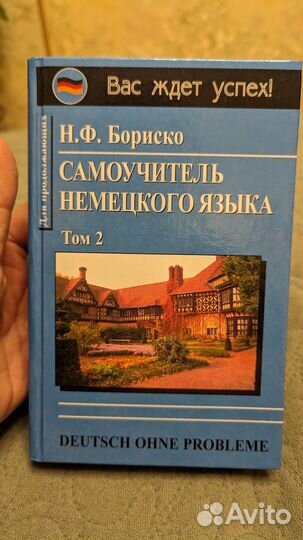 Вас ждет успех!
Для продолжающих
Н.Ф. Бориско
САМОУЧИТЕЛЬ
НЕМЕЦКОГО ЯЗЫКА
Том 2
DEUTSCH OHNE PROBLEME
Avito